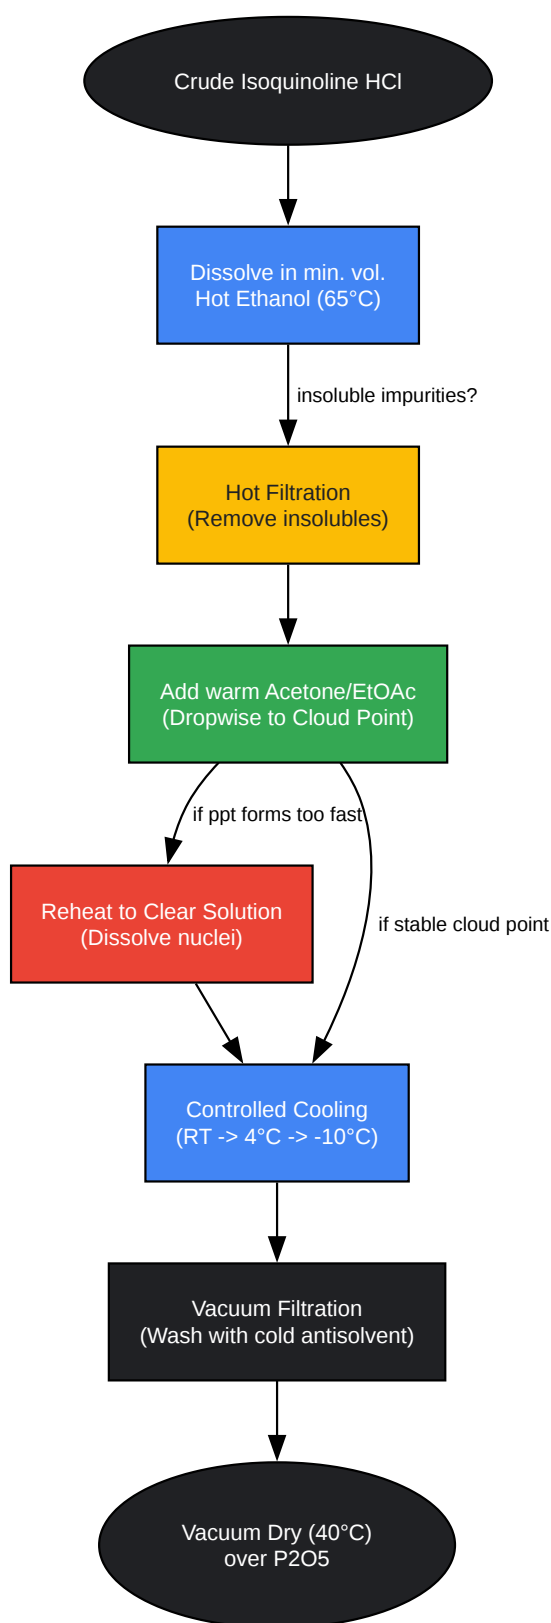 Crude Isoquinoline HCl
Dissolve in min. vol.
Hot Ethanol (65°C)
insoluble impurities?
Hot Filtration
(Remove insolubles)
Add warm Acetone/EtOAc
(Dropwise to Cloud Point)
if ppt forms too fast
Reheat to Clear Solution
(Dissolve nuclei)
if stable cloud point
Controlled Cooling
(RT -> 4°C -> -10°C)
Vacuum Filtration
(Wash with cold antisolvent)
Vacuum Dry (40°C)
over P2O5